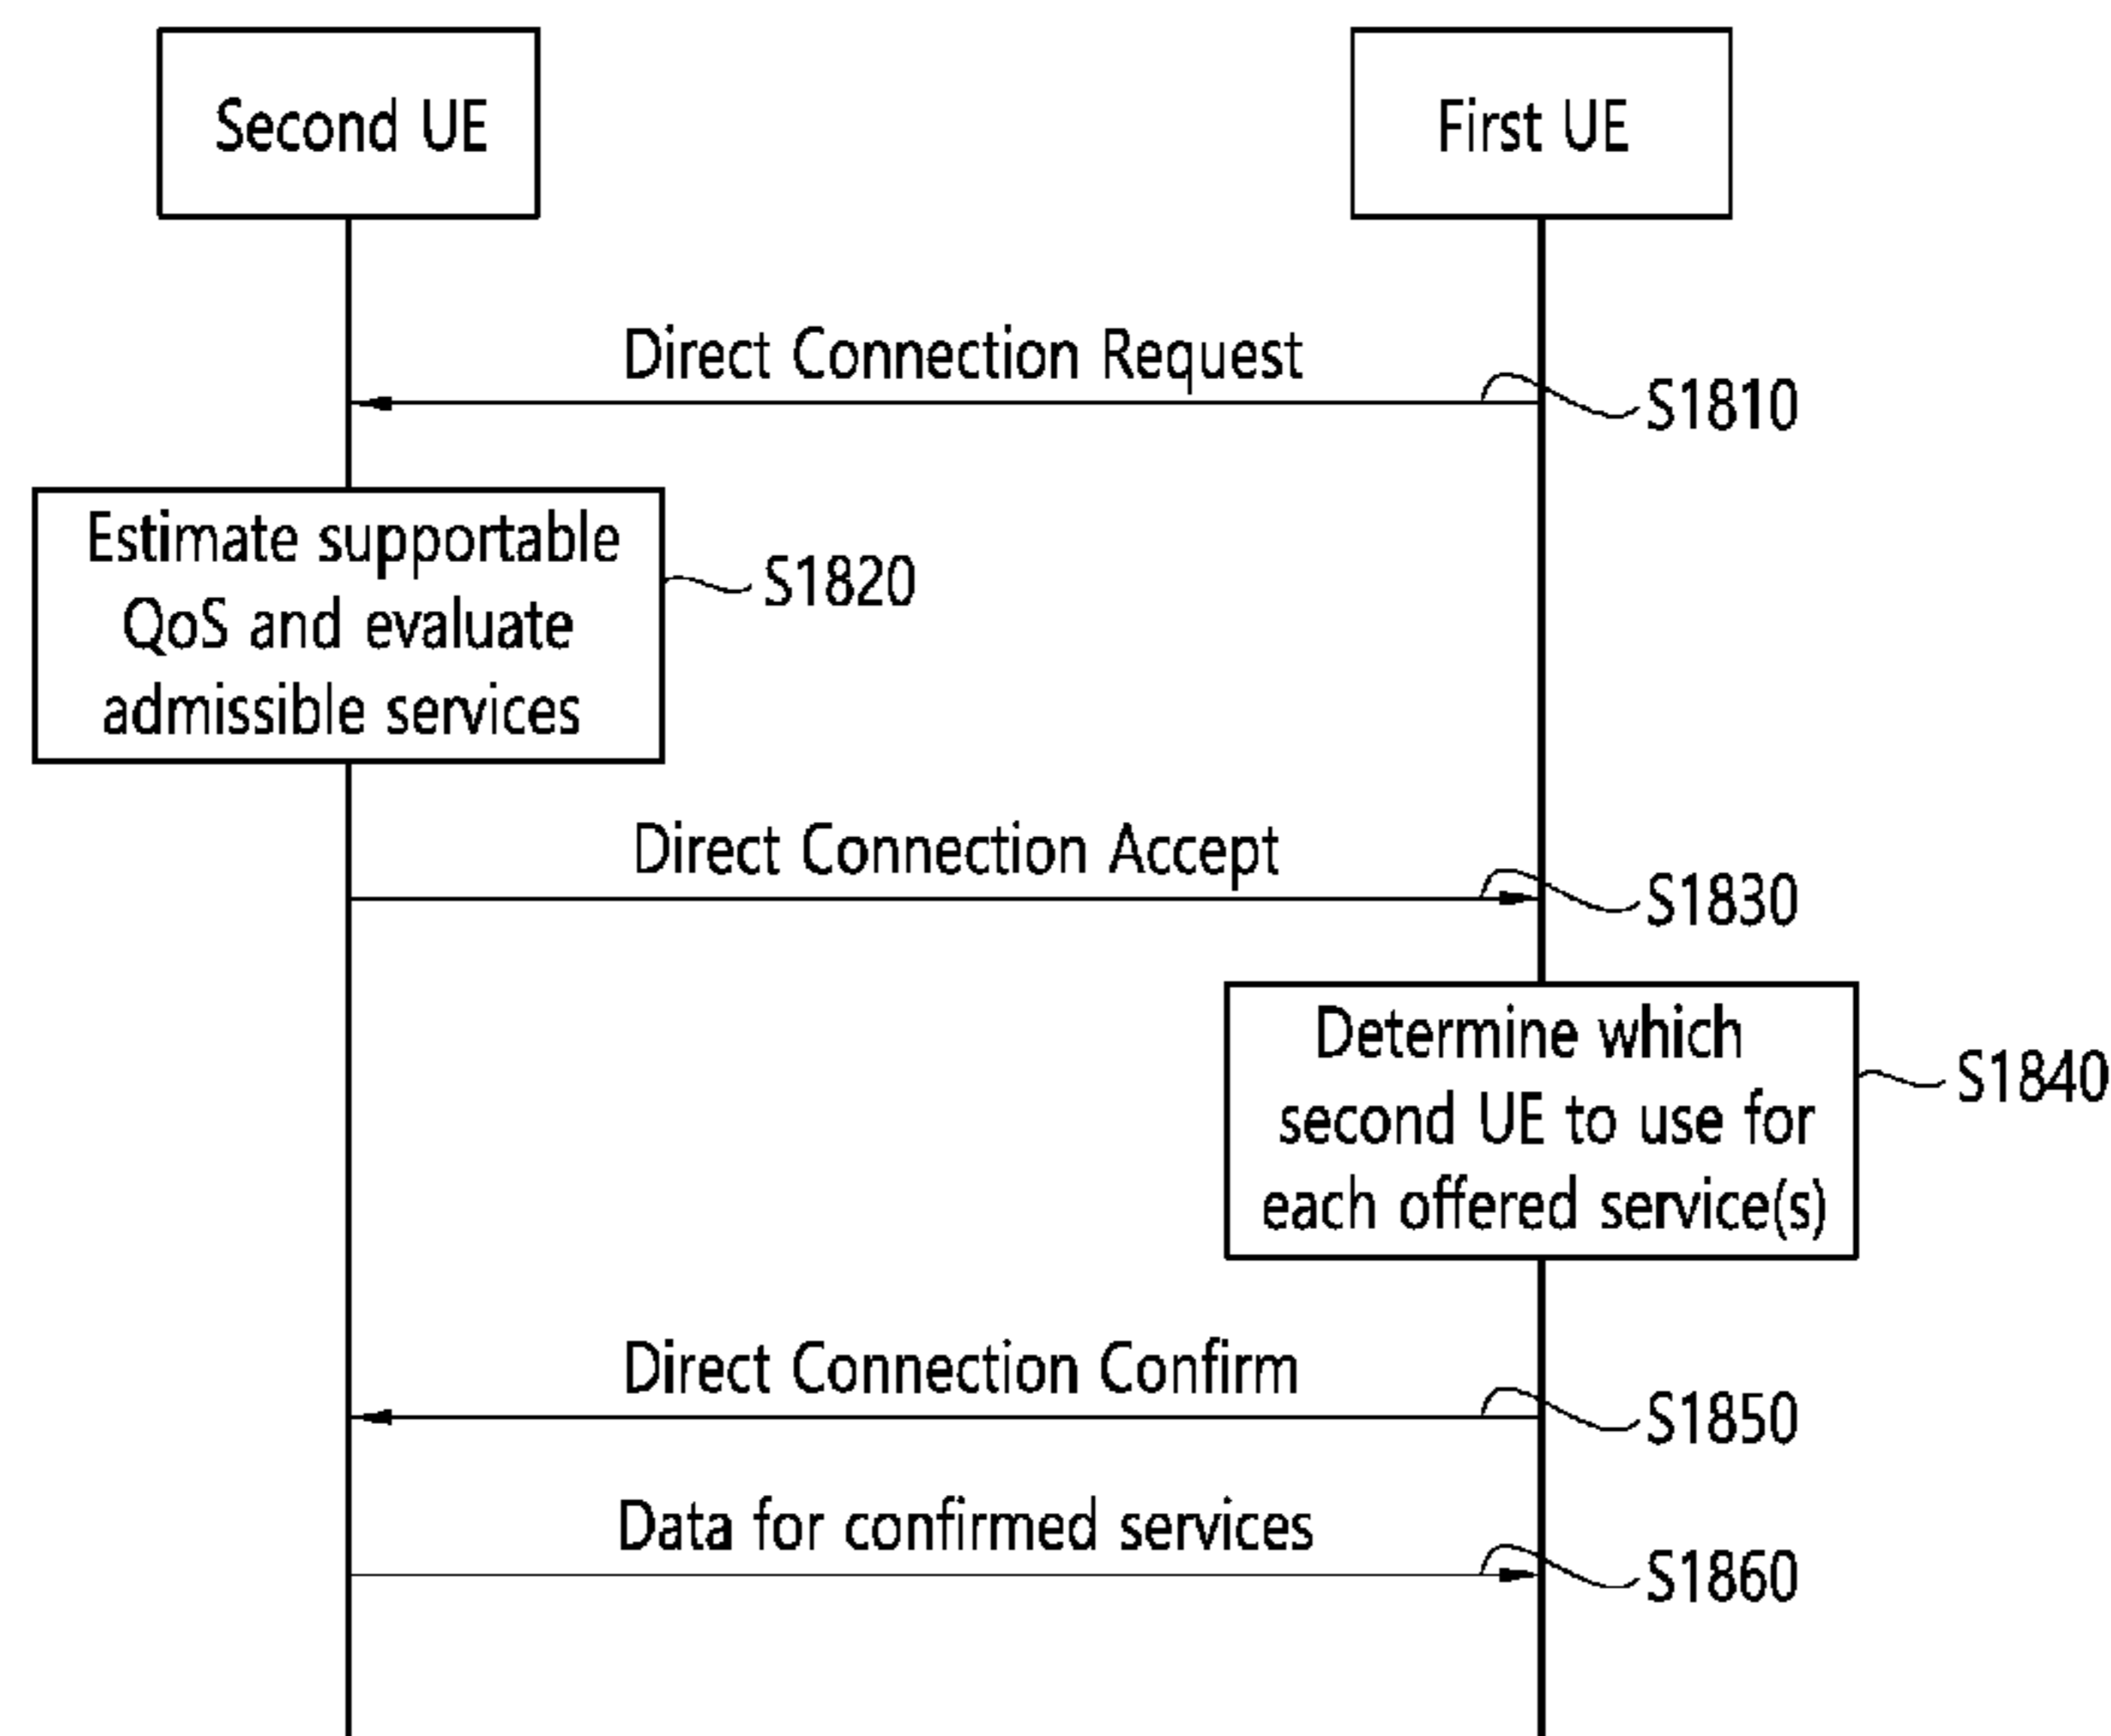 Second UE
First UE
Direct Connection Request
S1810
Estimate supportable
QoS and evaluate
admissible services
S1820
Direct Connection Accept
S1830
Determine which
second UE to use for
each offered service(s)
S1840
Direct Connection Confirm
S1850
Data for confirmed services
S1860